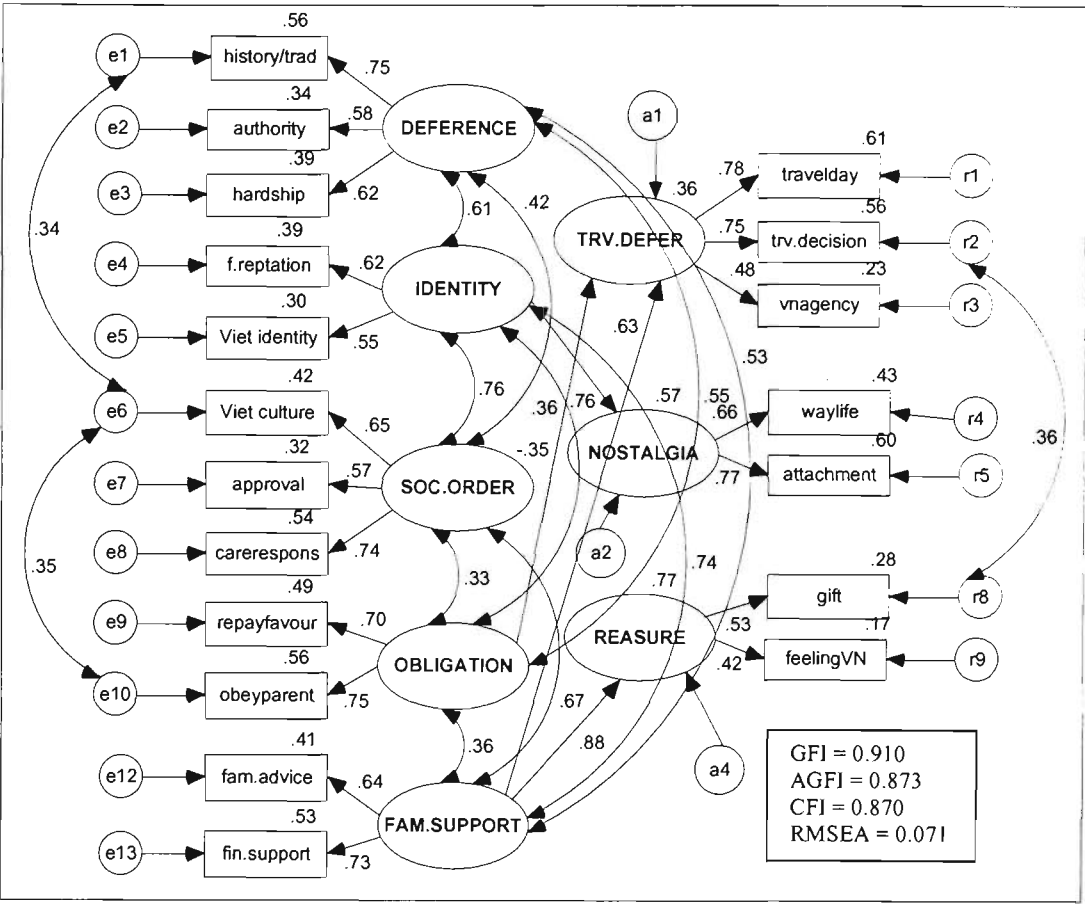 .56
e1
history/trad
.75
.34
e2
authority
.58
DEFERENCE
.39
e3
hardship
.62
.61
.42
.34
.39
e4
f.reptation
.62
IDENTITY
.30
e5
Viet identity
.55
.76
.42
e6
Viet culture
.65
.32
e7
approval
.57
SOC.ORDER
.54
e8
carerespons
.74
.35
.33
.49
e9
repayfavour
.70
OBLIGATION
.56
e10
obeyparent
.75
.36
.41
e12
fam.advice
.64
FAM.SUPPORT
.53
e13
fin.support
.73
a1
.36
TRV.DEFER
.78
.61
travelday
r1
.75
.56
trv.decision
r2
.48
.23
vnagency
r3
.63
.53
.36
.76
-.35
.57
.55
NOSTALGIA
.66
.43
waylife
r4
.77
.60
attachment
r5
.36
a2
.74
.77
REASURE
.53
.28
gift
r8
.42
.17
feelingVN
r9
.67
.88
a4
GFI = 0.910
AGFI = 0.873
CFI = 0.870
RMSEA = 0.071